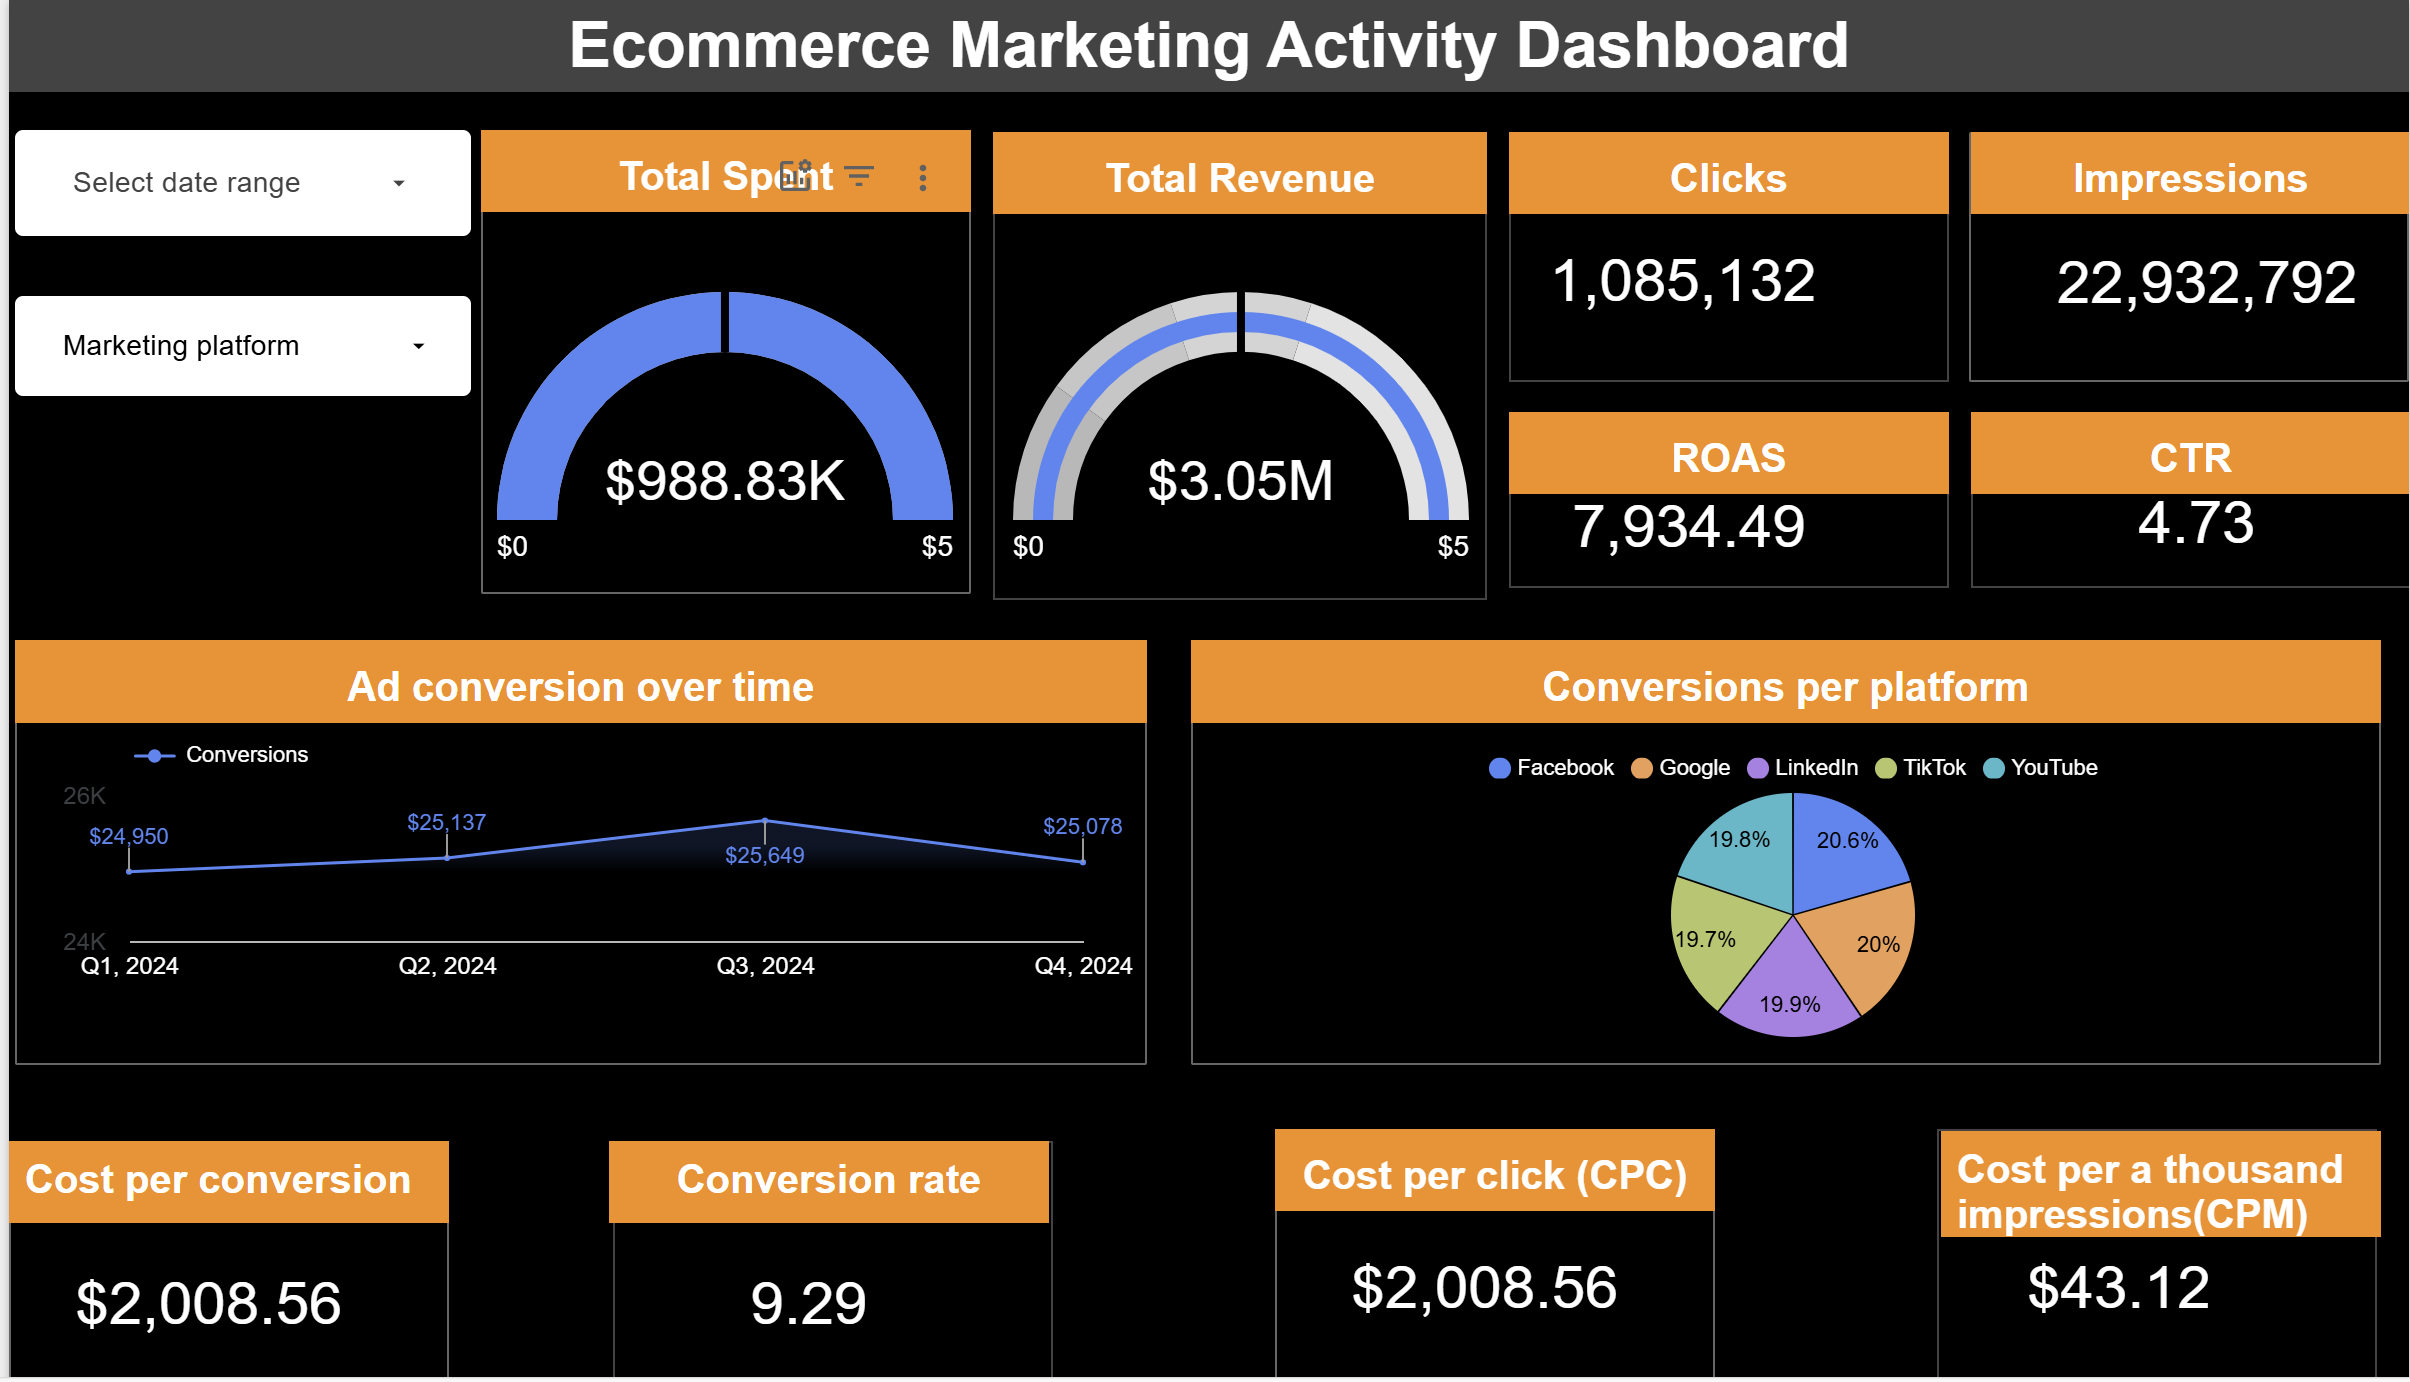 Ecommerce Marketing Activity Dashboard
Select date range
Marketing platform
Total Spent
$988.83K
$0
$5
Total Revenue
$3.05M
$0
$5
Clicks
1,085,132
Impressions
22,932,792
ROAS
7,934.49
CTR
4.73
Ad conversion over time
Conversions
26K
24K
$24,950
$25,137
$25,649
$25,078
Q1, 2024
Q2, 2024
Q3, 2024
Q4, 2024
Conversions per platform
Facebook
Google
LinkedIn
TikTok
YouTube
19.8%
20.6%
19.7%
20%
19.9%
Cost per conversion
$2,008.56
Conversion rate
9.29
Cost per click (CPC)
$2,008.56
Cost per a thousand
impressions(CPM)
$43.12